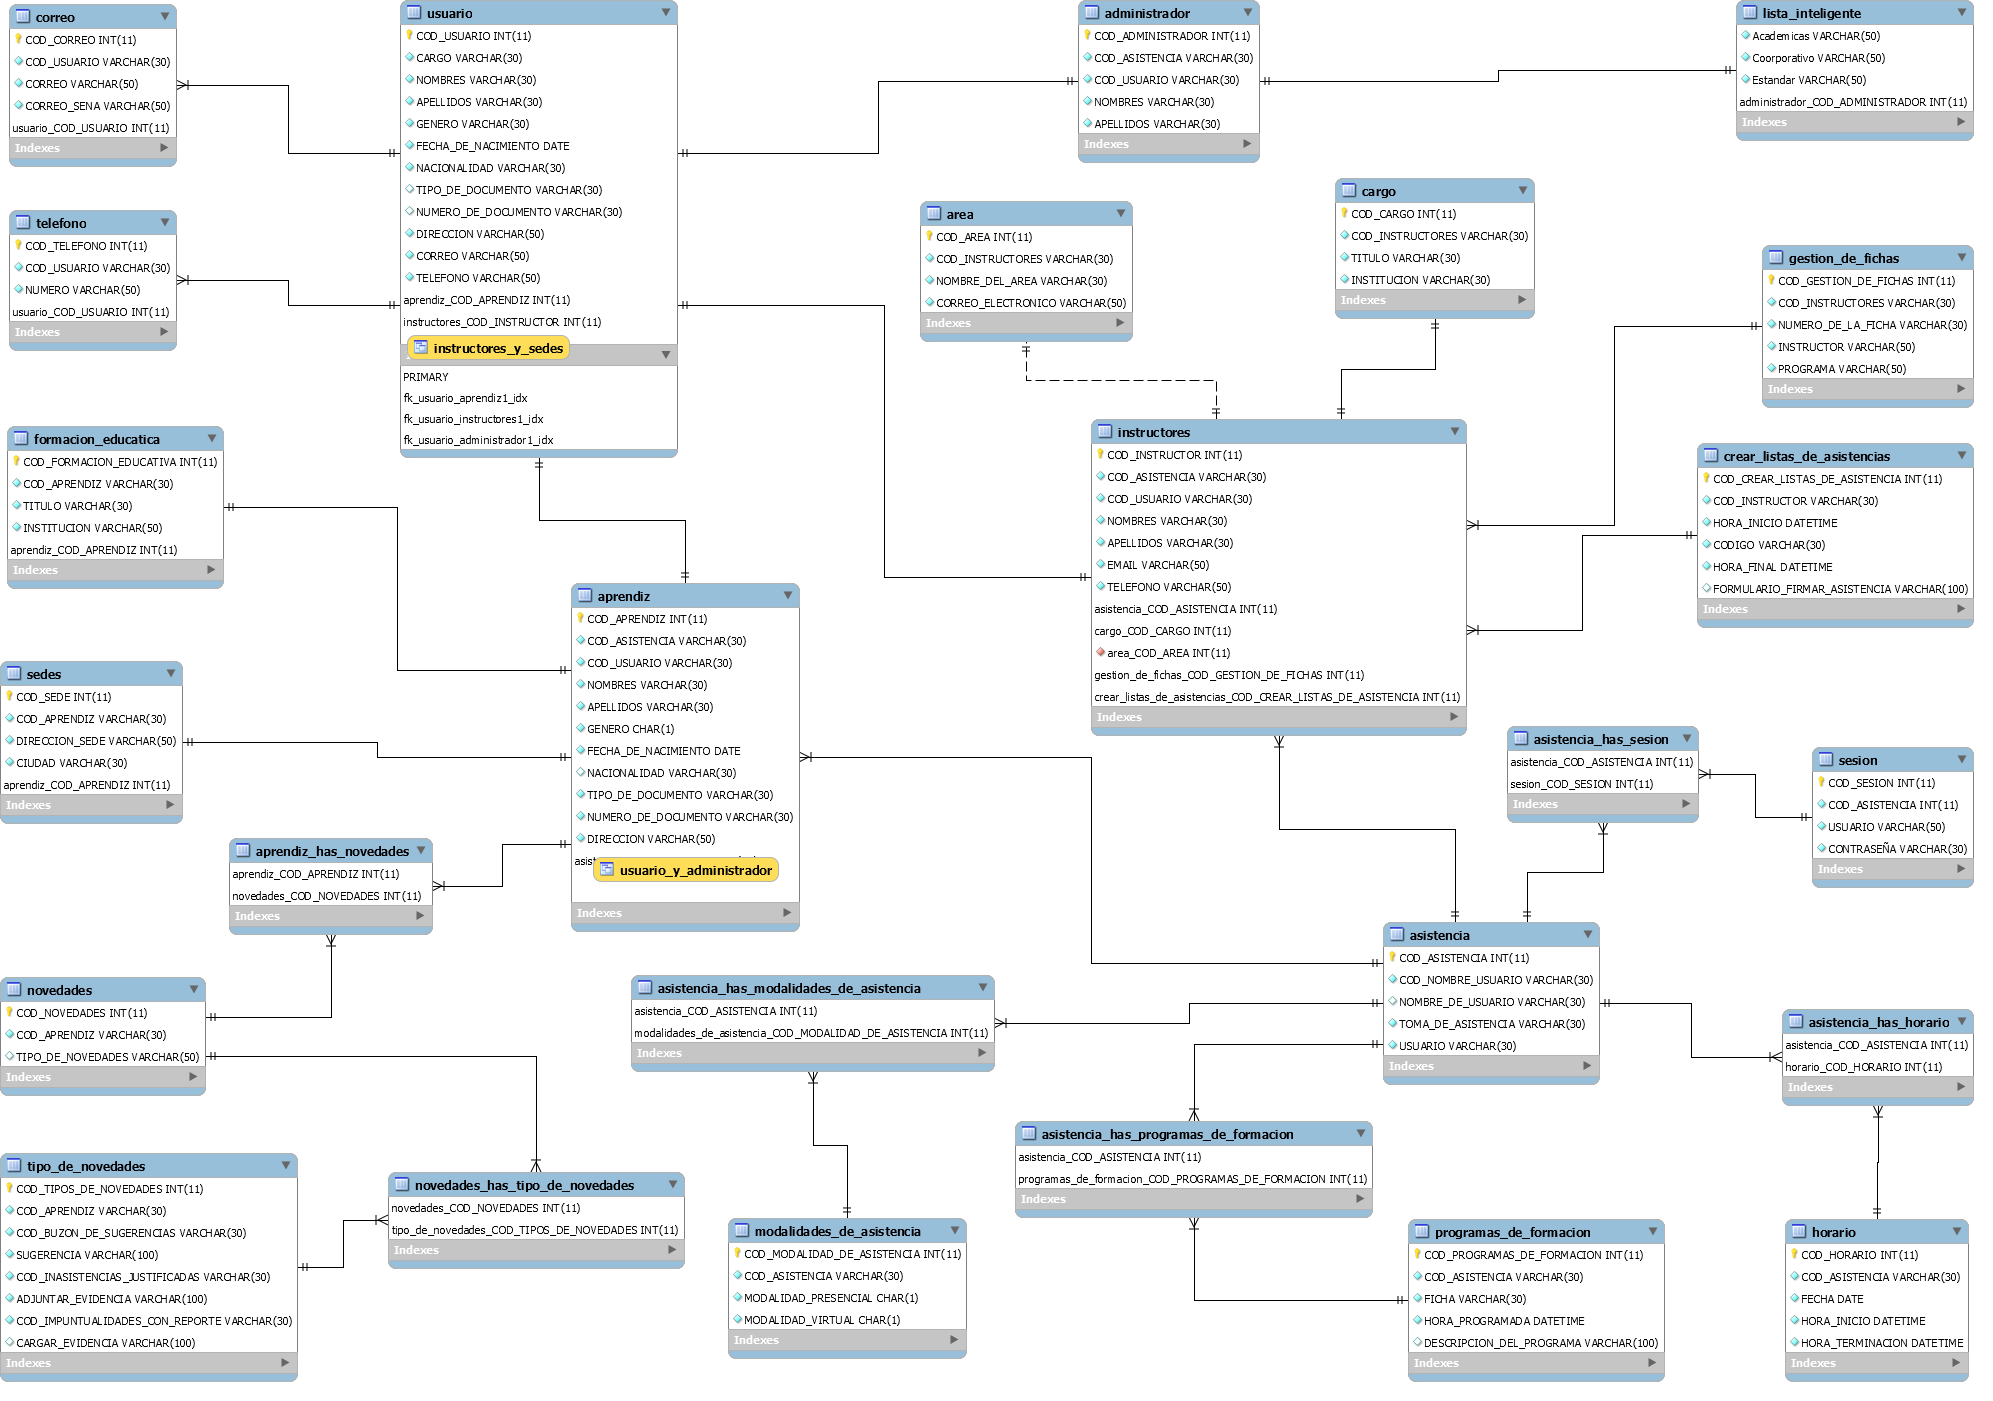 correo
COD_CORREO INT(11)
COD_USUARIO VARCHAR(30)
CORREO VARCHAR(50)
CORREO_SENA VARCHAR(50)
usuario_COD_USUARIO INT(11)
Indexes
usuario
COD_USUARIO INT(11)
CARGO VARCHAR(30)
NOMBRES VARCHAR(30)
APELLIDOS VARCHAR(30)
GENERO VARCHAR(30)
FECHA_DE_NACIMIENTO DATE
NACIONALIDAD VARCHAR(30)
TIPO_DE_DOCUMENTO VARCHAR(30)
NUMERO_DE_DOCUMENTO VARCHAR(30)
DIRECCION VARCHAR(50)
CORREO VARCHAR(50)
TELEFONO VARCHAR(50)
aprendiz_COD_APRENDIZ INT(11)
instructores_COD_INSTRUCTOR INT(11)
instructores_y_sedes
PRIMARY
fk_usuario_aprendiz1_idx
fk_usuario_instructores1_idx
fk_usuario_administrador1_idx
administrador
COD_ADMINISTRADOR INT(11)
COD_ASISTENCIA VARCHAR(30)
COD_USUARIO VARCHAR(30)
NOMBRES VARCHAR(30)
APELLIDOS VARCHAR(30)
Indexes
lista_inteligente
Academicas VARCHAR(50)
Coorporativo VARCHAR(50)
Estandar VARCHAR(50)
administrador_COD_ADMINISTRADOR INT(11)
Indexes
telefono
COD_TELEFONO INT(11)
COD_USUARIO VARCHAR(30)
NUMERO VARCHAR(50)
usuario_COD_USUARIO INT(11)
Indexes
area
COD_AREA INT(11)
COD_INSTRUCTORES VARCHAR(30)
NOMBRE_DEL_AREA VARCHAR(30)
CORREO_ELECTRONICO VARCHAR(50)
Indexes
cargo
COD_CARGO INT(11)
COD_INSTRUCTORES VARCHAR(30)
TITULO VARCHAR(30)
INSTITUCION VARCHAR(30)
Indexes
gestion_de_fichas
COD_GESTION_DE_FICHAS INT(11)
COD_INSTRUCTORES VARCHAR(30)
NUMERO_DE_LA_FICHA VARCHAR(30)
INSTRUCTOR VARCHAR(50)
PROGRAMA VARCHAR(50)
Indexes
formacion_educatica
COD_FORMACION_EDUCATIVA INT(11)
COD_APRENDIZ VARCHAR(30)
TITULO VARCHAR(30)
INSTITUCION VARCHAR(50)
aprendiz_COD_APRENDIZ INT(11)
Indexes
instructores
COD_INSTRUCTOR INT(11)
COD_ASISTENCIA VARCHAR(30)
COD_USUARIO VARCHAR(30)
NOMBRES VARCHAR(30)
APELLIDOS VARCHAR(30)
EMAIL VARCHAR(50)
TELEFONO VARCHAR(50)
asistencia_COD_ASISTENCIA INT(11)
cargo_COD_CARGO INT(11)
area_COD_AREA INT(11)
gestion_de_fichas_COD_GESTION_DE_FICHAS INT(11)
crear_listas_de_asistencias_COD_CREAR_LISTAS_DE_ASISTENCIA INT(11)
Indexes
crear_listas_de_asistencias
COD_CREAR_LISTAS_DE_ASISTENCIA INT(11)
COD_INSTRUCTOR VARCHAR(30)
HORA_INICIO DATETIME
CODIGO VARCHAR(30)
HORA_FINAL DATETIME
FORMULARIO_FIRMAR_ASISTENCIA VARCHAR(100)
Indexes
aprendiz
COD_APRENDIZ INT(11)
COD_ASISTENCIA VARCHAR(30)
COD_USUARIO VARCHAR(30)
NOMBRES VARCHAR(30)
APELLIDOS VARCHAR(30)
GENERO CHAR(1)
FECHA_DE_NACIMIENTO DATE
NACIONALIDAD VARCHAR(30)
TIPO_DE_DOCUMENTO VARCHAR(30)
NUMERO_DE_DOCUMENTO VARCHAR(30)
DIRECCION VARCHAR(50)
usuario_y_administrador
Indexes
sedes
COD_SEDE INT(11)
COD_APRENDIZ VARCHAR(30)
DIRECCION_SEDE VARCHAR(50)
CIUDAD VARCHAR(30)
aprendiz_COD_APRENDIZ INT(11)
Indexes
asistencia_has_sesion
asistencia_COD_ASISTENCIA INT(11)
sesion_COD_SESION INT(11)
Indexes
sesion
COD_SESION INT(11)
COD_ASISTENCIA INT(11)
USUARIO VARCHAR(50)
CONTRASEÑA VARCHAR(30)
Indexes
aprendiz_has_novedades
aprendiz_COD_APRENDIZ INT(11)
novedades_COD_NOVEDADES INT(11)
Indexes
asistencia
COD_ASISTENCIA INT(11)
COD_NOMBRE_USUARIO VARCHAR(30)
NOMBRE_DE_USUARIO VARCHAR(30)
TOMA_DE_ASISTENCIA VARCHAR(30)
USUARIO VARCHAR(30)
Indexes
novedades
COD_NOVEDADES INT(11)
COD_APRENDIZ VARCHAR(30)
TIPO_DE_NOVEDADES VARCHAR(50)
Indexes
asistencia_has_modalidades_de_asistencia
asistencia_COD_ASISTENCIA INT(11)
modalidades_de_asistencia_COD_MODALIDAD_DE_ASISTENCIA INT(11)
Indexes
asistencia_has_horario
asistencia_COD_ASISTENCIA INT(11)
horario_COD_HORARIO INT(11)
Indexes
asistencia_has_programas_de_formacion
asistencia_COD_ASISTENCIA INT(11)
programas_de_formacion_COD_PROGRAMAS_DE_FORMACION INT(11)
Indexes
tipo_de_novedades
COD_TIPOS_DE_NOVEDADES INT(11)
COD_APRENDIZ VARCHAR(30)
COD_BUZON_DE_SUGERENCIAS VARCHAR(30)
SUGERENCIA VARCHAR(100)
COD_INASISTENCIAS_JUSTIFICADAS VARCHAR(30)
ADJUNTAR_EVIDENCIA VARCHAR(100)
COD_IMPUNTUALIDADES_CON_REPORTE VARCHAR(30)
CARGAR_EVIDENCIA VARCHAR(100)
Indexes
novedades_has_tipo_de_novedades
novedades_COD_NOVEDADES INT(11)
tipo_de_novedades_COD_TIPOS_DE_NOVEDADES INT(11)
Indexes
modalidades_de_asistencia
COD_MODALIDAD_DE_ASISTENCIA INT(11)
COD_ASISTENCIA VARCHAR(30)
MODALIDAD_PRESENCIAL CHAR(1)
MODALIDAD_VIRTUAL CHAR(1)
Indexes
programas_de_formacion
COD_PROGRAMAS_DE_FORMACION INT(11)
COD_ASISTENCIA VARCHAR(30)
FICHA VARCHAR(30)
HORA_PROGRAMADA DATETIME
DESCRIPCION_DEL_PROGRAMA VARCHAR(100)
Indexes
horario
COD_HORARIO INT(11)
COD_ASISTENCIA VARCHAR(30)
FECHA DATE
HORA_INICIO DATETIME
HORA_TERMINACION DATETIME
Indexes